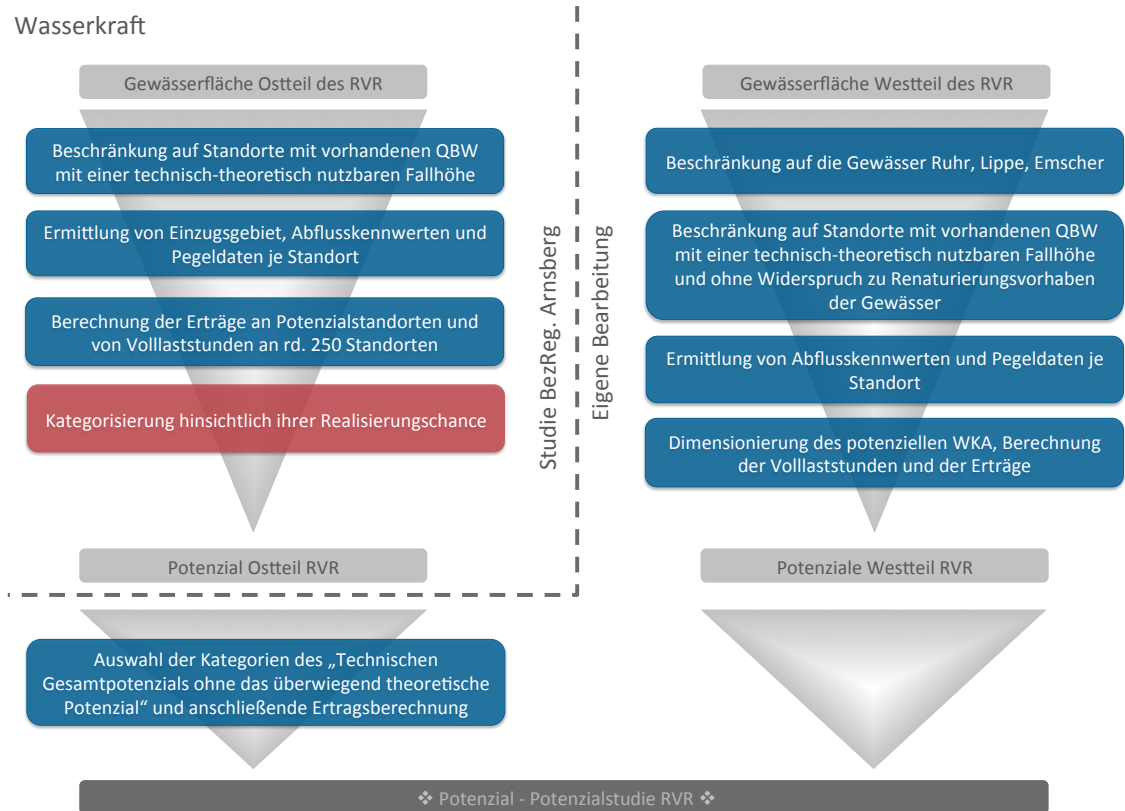 Wasserkraft
Gewässerfläche Ostteil des RVR
Beschränkung auf Standorte mit vorhandenen QBW
mit einer technisch-theoretisch nutzbaren Fallhöhe
Ermittlung von Einzugsgebiet, Abflusskennwerten und
Pegeldaten je Standort
Berechnung der Erträge an Potenzialstandorten und
von Volllaststunden an rd. 250 Standorten
Kategorisierung hinsichtlich ihrer Realisierungschance
Potenzial Ostteil RVR
Auswahl der Kategorien des „Technischen
Gesamtpotenzials ohne das überwiegend theoretische
Potenzial“ und anschließende Ertragsberechnung
Studie BezReg. Arnsberg
Eigene Bearbeitung
Gewässerfläche Westteil des RVR
Beschränkung auf die Gewässer Ruhr, Lippe, Emscher
Beschränkung auf Standorte mit vorhandenen QBW
mit einer technisch-theoretisch nutzbaren Fallhöhe
und ohne Widerspruch zu Renaturierungsvorhaben
der Gewässer
Ermittlung von Abflusskennwerten und Pegeldaten je
Standort
Dimensionierung des potenziellen WKA, Berechnung
der Volllaststunden und der Erträge
Potenziale Westteil RVR
❖ Potenzial - Potenzialstudie RVR ❖